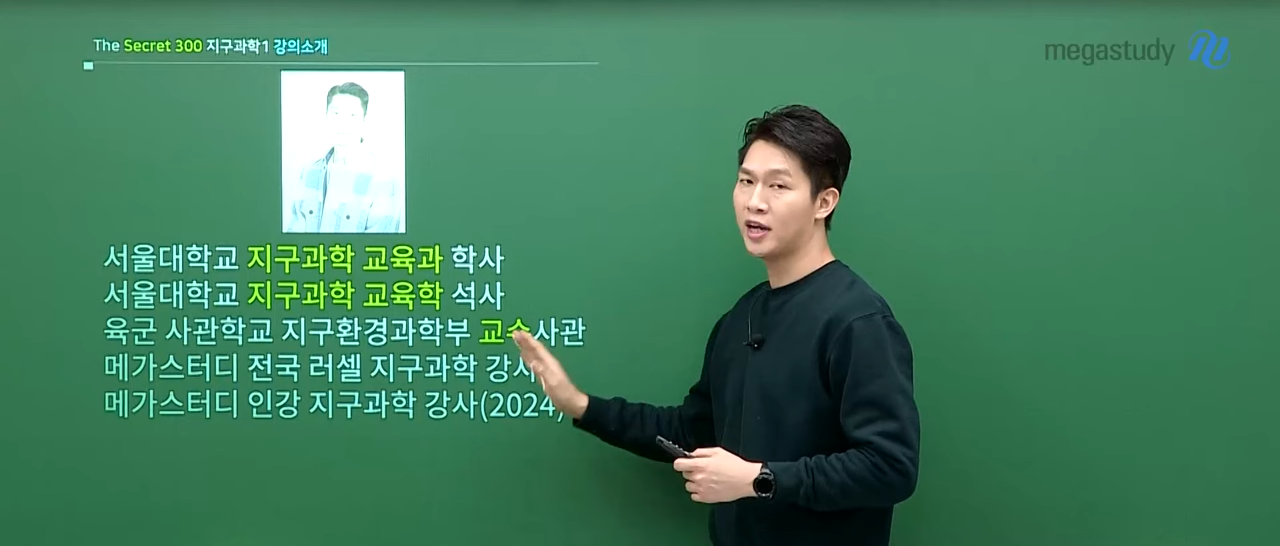 The Secret 300 지구과학1 강의소개
megastudy
서울대학교 지구과학 교육과 학사
서울대학교 지구과학 교육학 석사
육군 사관학교 지구환경과학부 교수사관
메가스터디 전국 러셀 지구과학 강사
메가스터디 인강 지구과학 강사(2024)